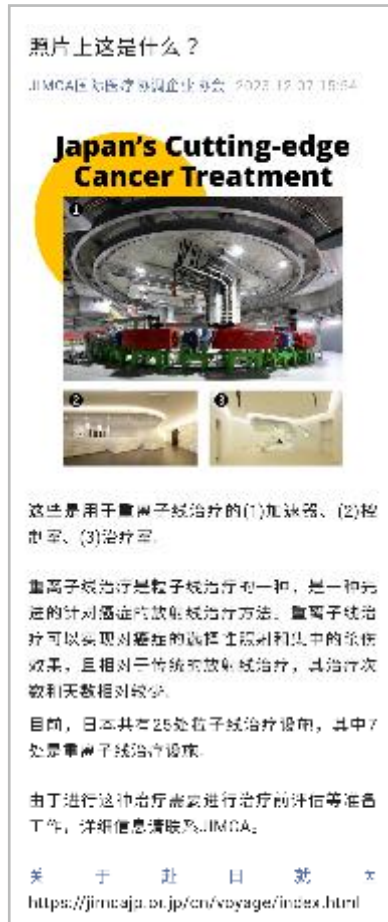 照片上这是什么？
JIMCA国际医疗协调企业协会 2023-12-07 15:54
Japan's Cutting-edge
Cancer Treatment
1
2
3
这些是用于重离子线治疗的(1)加速器、(2)控
制室、(3)治疗室。
重离子线治疗是粒子线治疗的一种，是一种先
进的针对癌症的放射线治疗方法。重离子线治
疗可以实现对癌症的选择性照射和集中的杀伤
效果，且相对于传统的放射线治疗，其治疗次
数和天数相对较少。
目前，日本共有25处粒子线治疗设施，其中7
处是重离子线治疗设施。
由于进行这种治疗需要进行治疗前评估等准备
工作，详细信息请联系JIMCA。
关于赴日就医
https://jimcajp.or.jp/cn/voyage/index.html